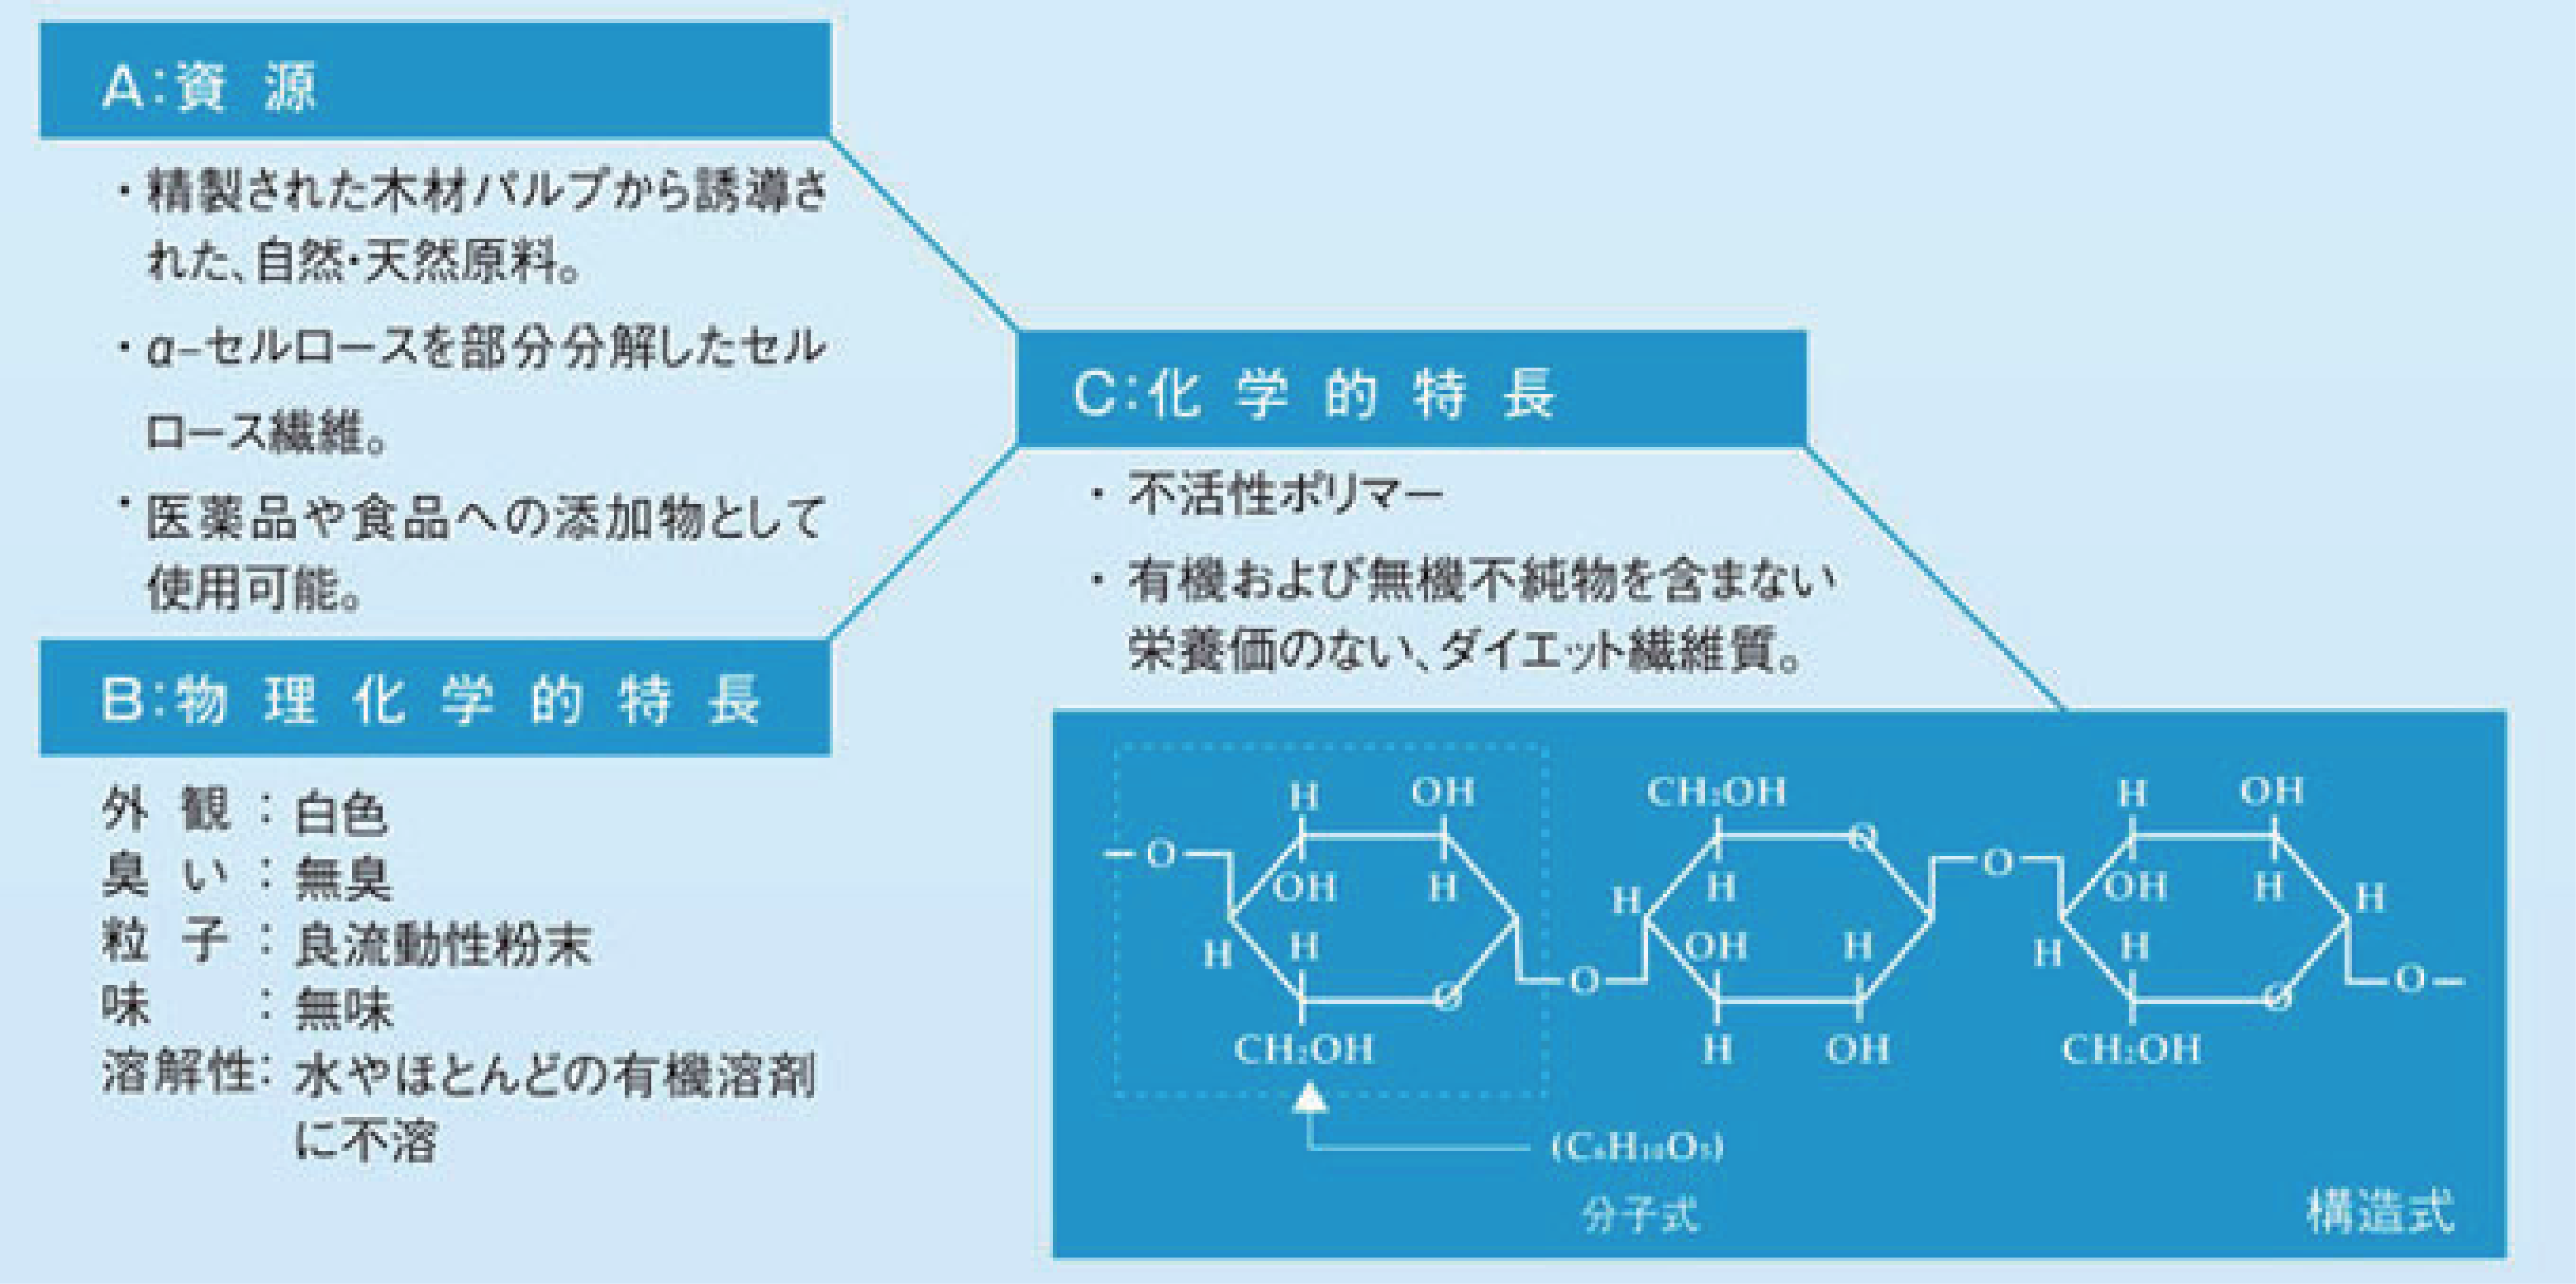 A:資源
・精製された木材パルプから誘導さ
れた、自然・天然原料。
・α−セルロースを部分分解したセル
ロース繊維。
・医薬品や食品への添加物として
使用可能。
B:物理化学的特長
外観:白色
臭い:無臭
粒子:良流動性粉末
味:無味
溶解性:水やほとんどの有機溶剤
に不溶
C:化学的特長
・不活性ポリマー
・有機および無機不純物を含まない
栄養価のない、ダイエット繊維質。
H OH CH₂OH H OH
O O O
OH H H OH H H
H
H H OH H H H
O O O O
CH₂OH H OH CH₂OH
(C₆H₁₀O₅)
分子式
構造式